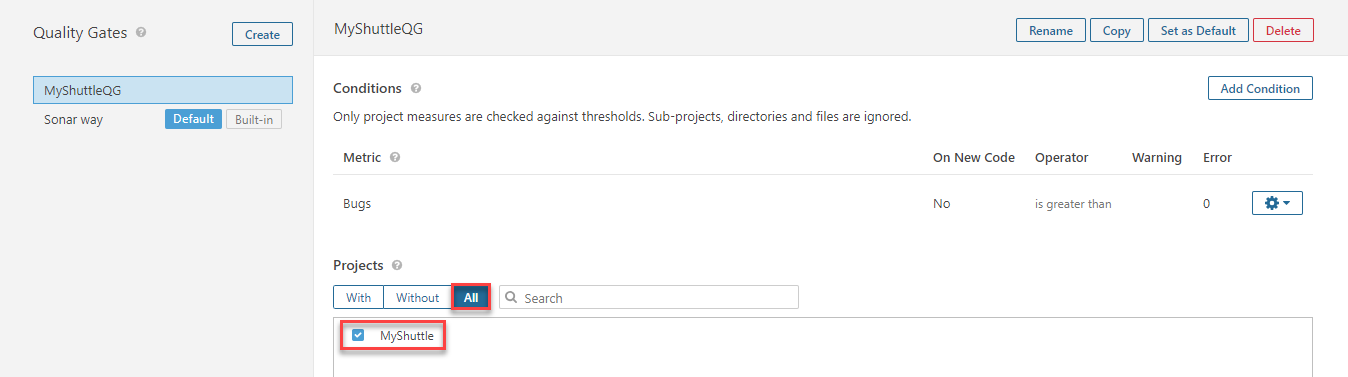 Quality Gates ?
Create
MyShuttleQG
Sonar way Default Built-in
MyShuttleQG
Rename Copy Set as Default Delete
Conditions ?
Add Condition
Only project measures are checked against thresholds. Sub-projects, directories and files are ignored.
Metric ? On New Code Operator Warning Error
Bugs No is greater than 0
Projects ?
With Without All Search
MyShuttle